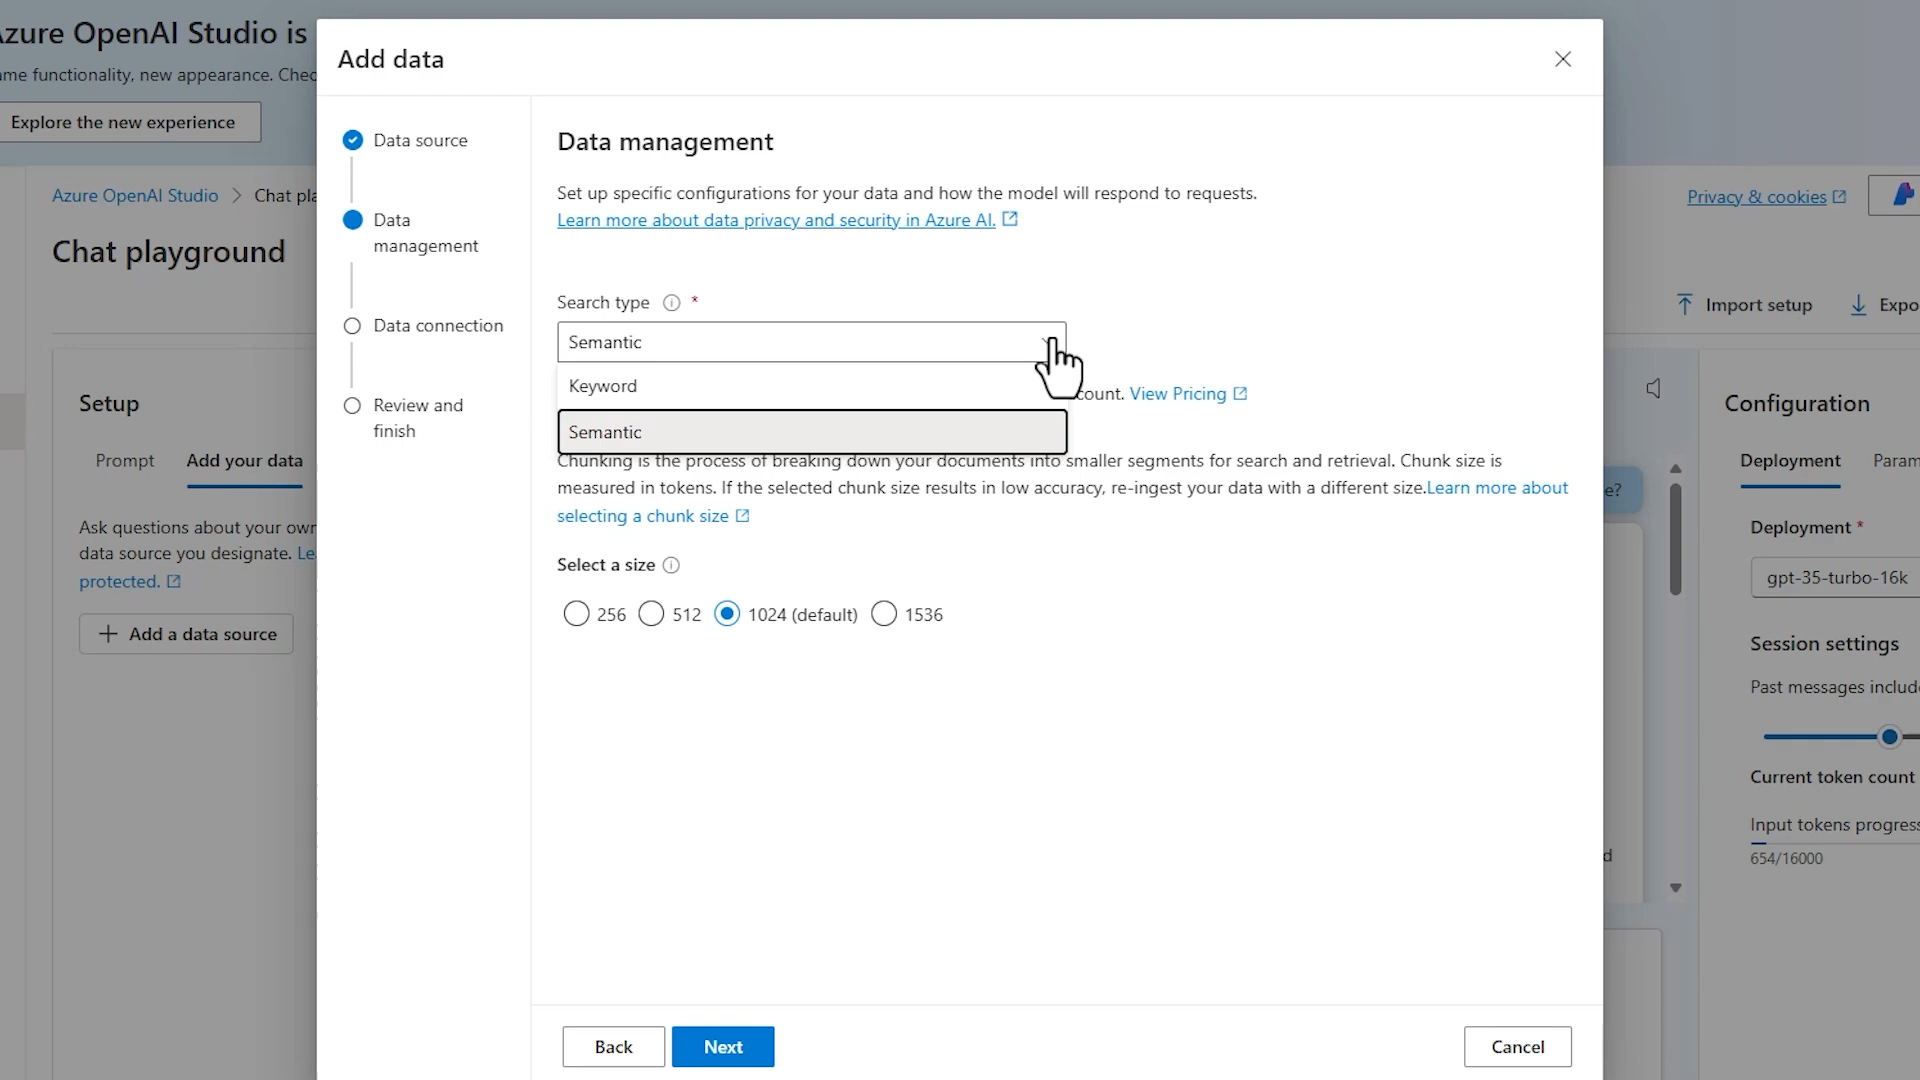 Azure OpenAI Studio is
ame functionality, new appearance. Chec
Explore the new experience
Azure OpenAI Studio > Chat pla
Chat playground
Setup
Prompt Add your data
Ask questions about your own
data source you designate. Le
protected.
+ Add a data source
Add data
Data source
Data
management
Data connection
Review and
finish
Data management
Set up specific configurations for your data and how the model will respond to requests.
Learn more about data privacy and security in Azure AI.
Search type *
Semantic
Keyword
count. View Pricing
Semantic
Chunking is the process of breaking down your documents into smaller segments for search and retrieval. Chunk size is
measured in tokens. If the selected chunk size results in low accuracy, re-ingest your data with a different size.Learn more about
selecting a chunk size
Select a size
256 512 1024 (default) 1536
Back Next Cancel
Privacy & cookies
Import setup Expo
e?
d
Configuration
Deployment Param
Deployment *
gpt-35-turbo-16k
Session settings
Past messages include
Current token count
Input tokens progress
654/16000